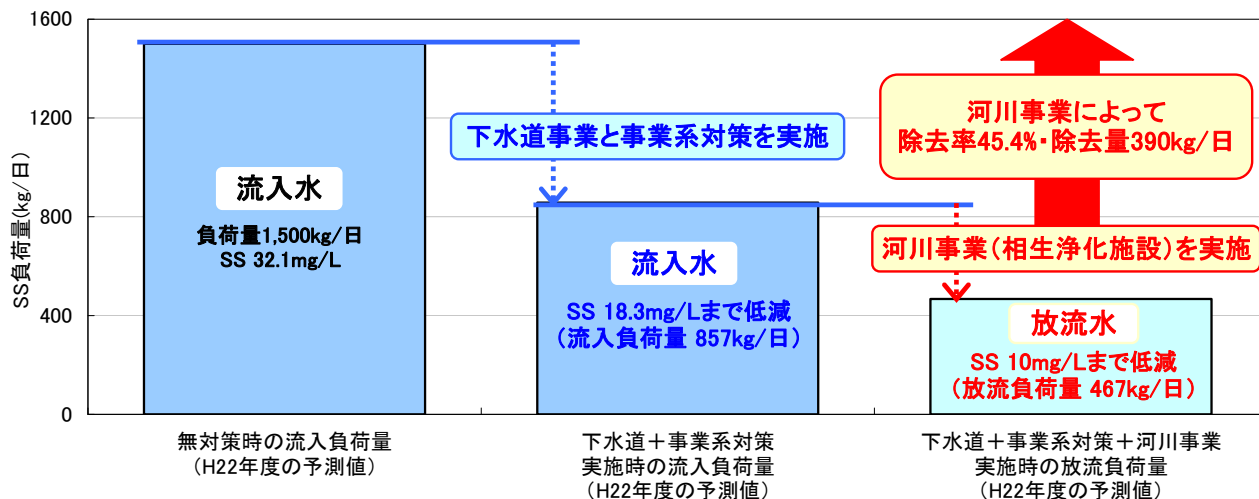 SS負荷量(kg/日)
1600
1200
800
400
0
流入水
負荷量1,500kg/日
SS 32.1mg/L
下水道事業と事業系対策を実施
流入水
SS 18.3mg/Lまで低減
（流入負荷量 857kg/日）
河川事業によって
除去率45.4%・除去量390kg/日
河川事業（相生浄化施設）を実施
放流水
SS 10mg/Lまで低減
（放流負荷量 467kg/日）
無対策時の流入負荷量
（H22年度の予測値）
下水道＋事業系対策
実施時の流入負荷量
（H22年度の予測値）
下水道＋事業系対策＋河川事業
実施時の放流負荷量
（H22年度の予測値）